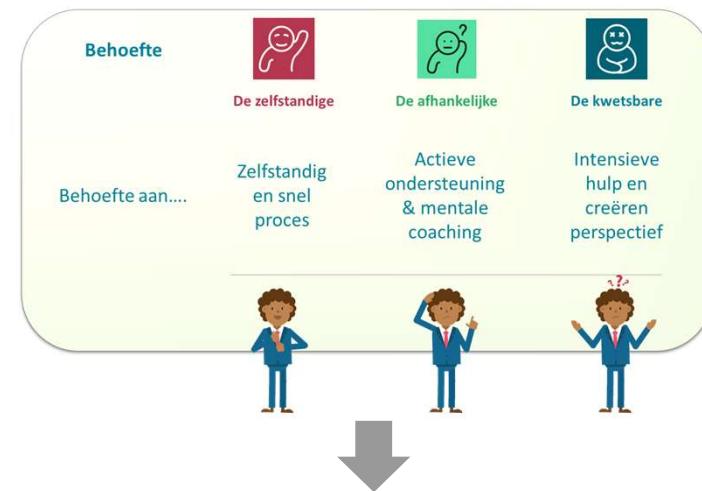 Behoefte
De zelfstandige
De afhankelijke
De kwetsbare
Behoefte aan....
Zelfstandig
en snel
proces
Actieve
ondersteuning
& mentale
coaching
Intensieve
hulp en
creëren
perspectief
?
???